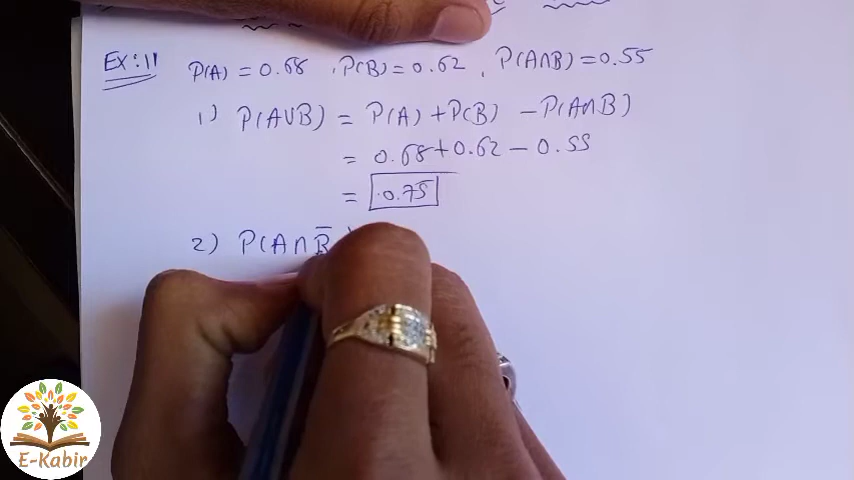 Ex:11 P(A) = 0.68 , P(B) = 0.62 , P(A∩B) = 0.55
1) P(A∪B) = P(A) + P(B) - P(A∩B)
= 0.68 + 0.62 - 0.55
= 0.75
2) P(A∩B̅
E-Kabir